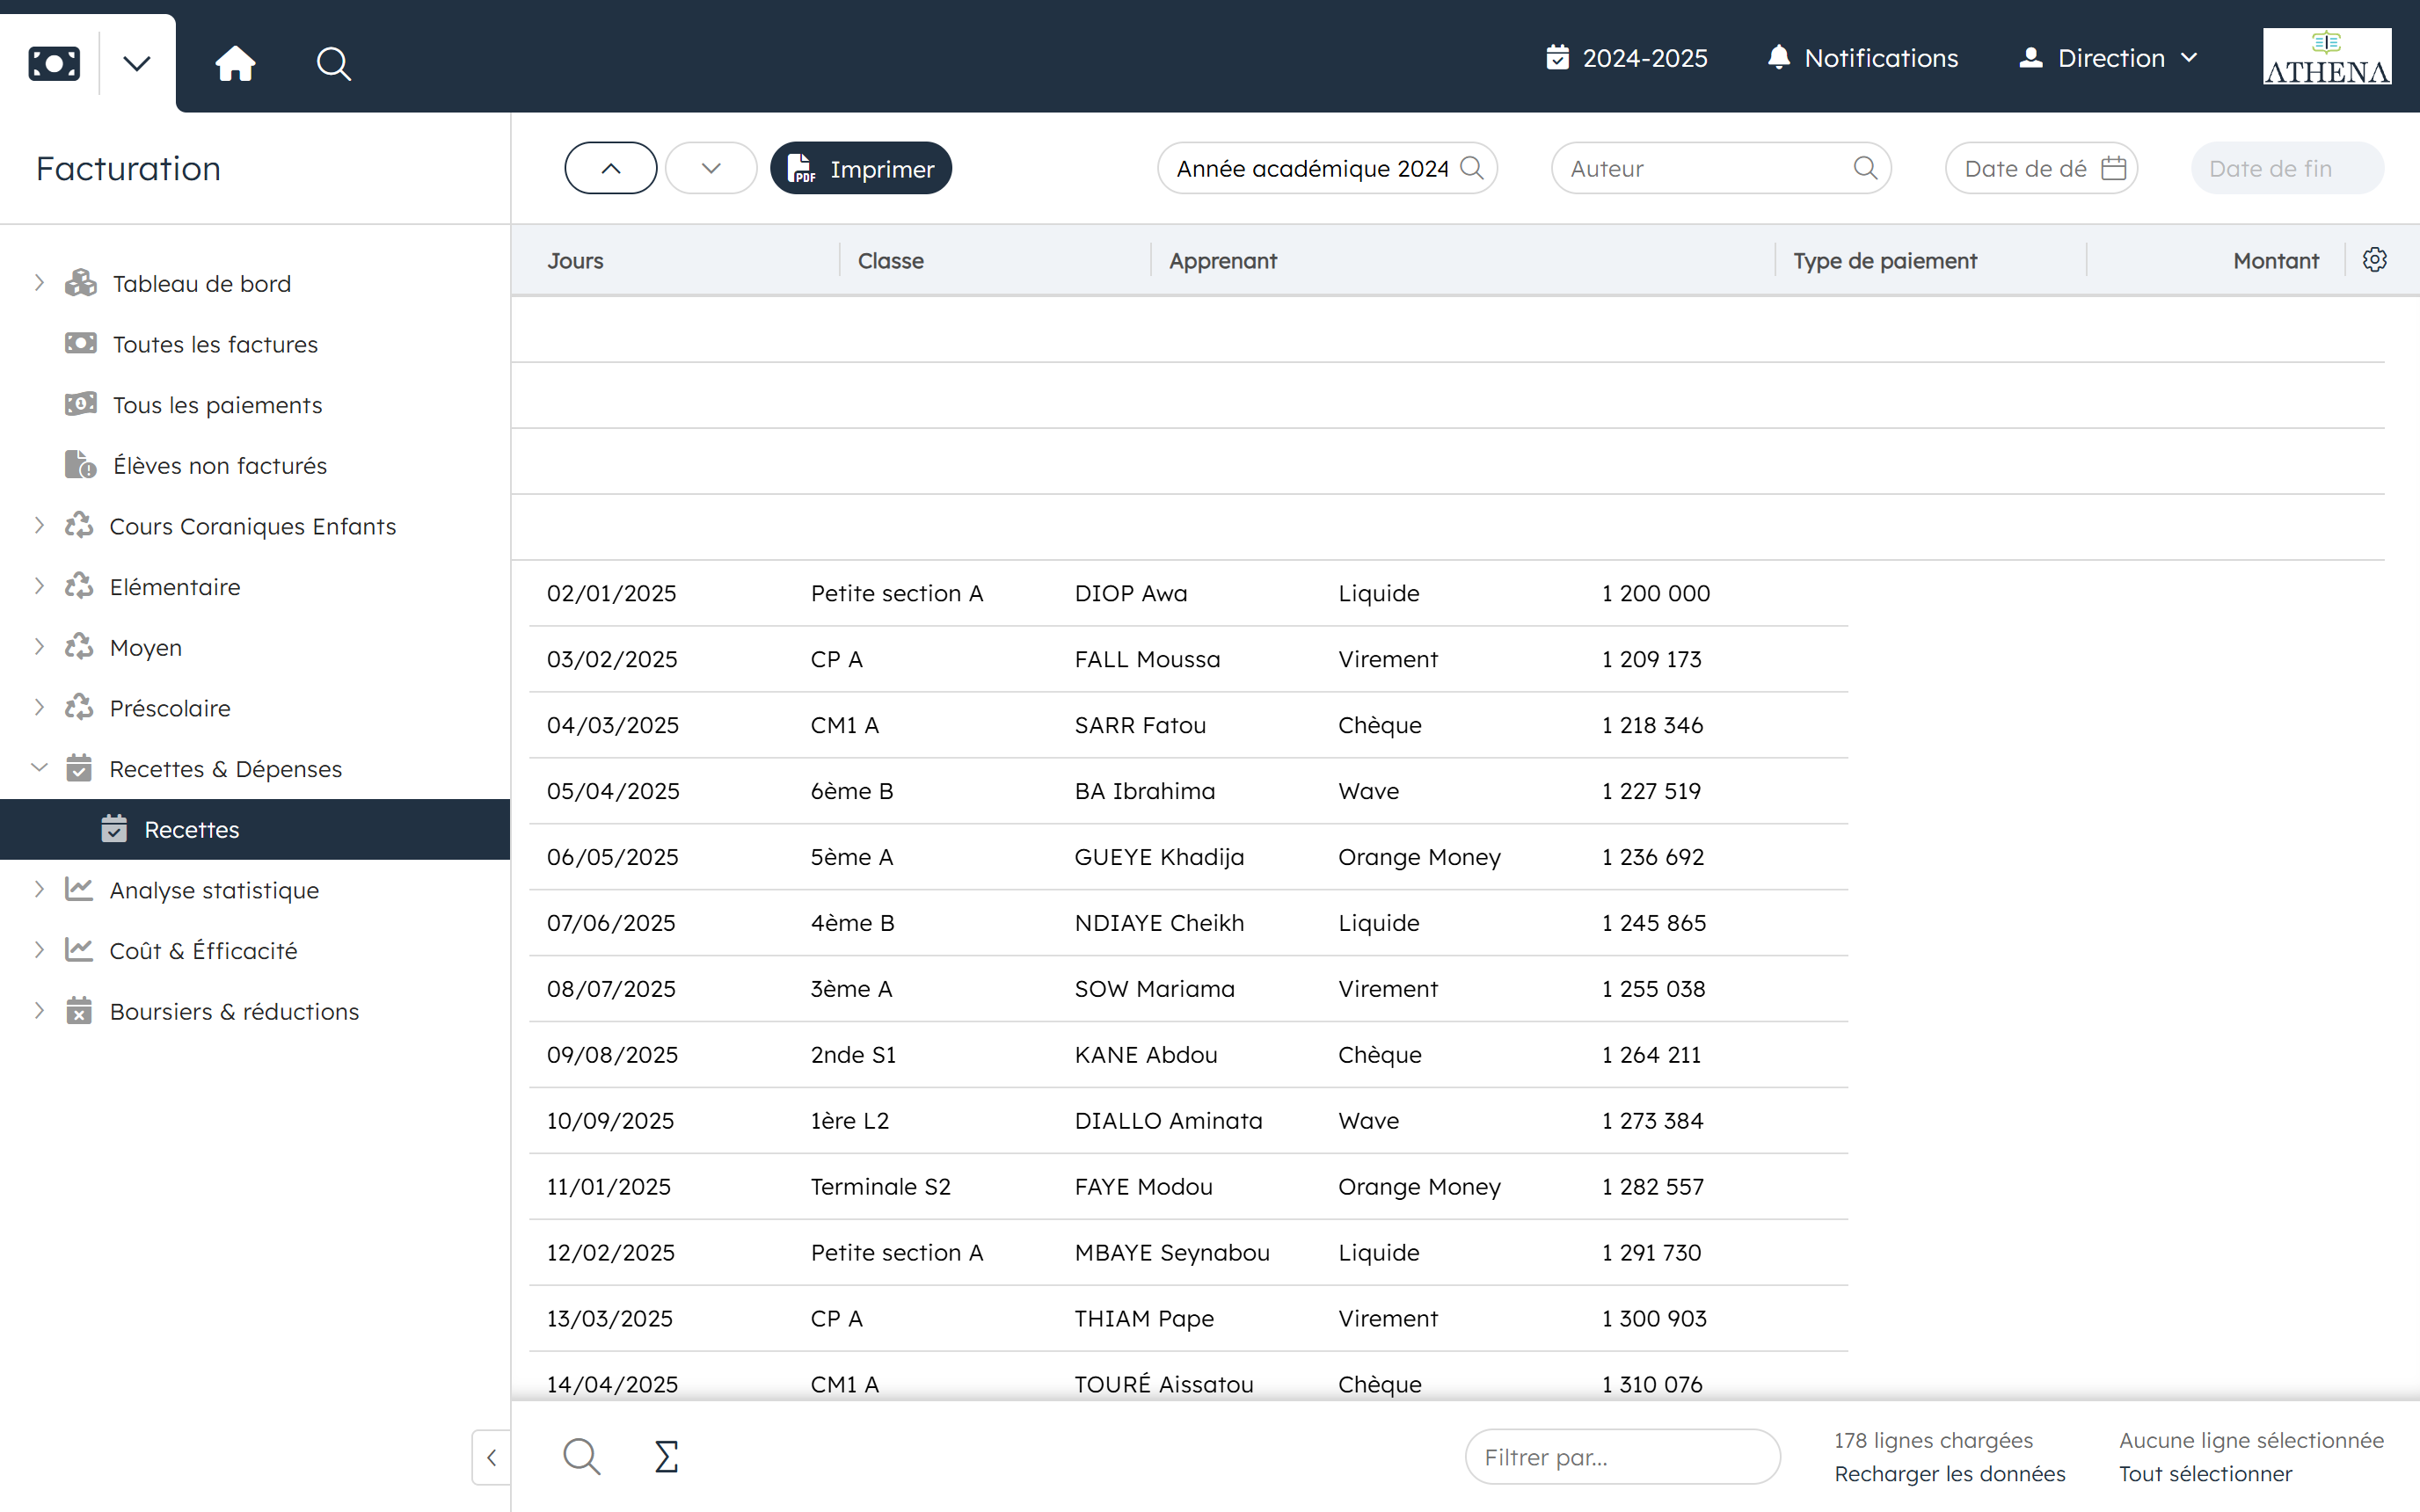 2024-2025 Notifications Direction ATHENA
Facturation
PDF Imprimer Année académique 2024 Auteur Date de dé Date de fin
Jours Classe Apprenant Type de paiement Montant
Tableau de bord
Toutes les factures
Tous les paiements
Élèves non facturés
Cours Coraniques Enfants
Elémentaire
Moyen
Préscolaire
Recettes & Dépenses
Recettes
Analyse statistique
Coût & Éfficacité
Boursiers & réductions
02/01/2025 Petite section A DIOP Awa Liquide 1 200 000
03/02/2025 CP A FALL Moussa Virement 1 209 173
04/03/2025 CM1 A SARR Fatou Chèque 1 218 346
05/04/2025 6ème B BA Ibrahima Wave 1 227 519
06/05/2025 5ème A GUEYE Khadija Orange Money 1 236 692
07/06/2025 4ème B NDIAYE Cheikh Liquide 1 245 865
08/07/2025 3ème A SOW Mariama Virement 1 255 038
09/08/2025 2nde S1 KANE Abdou Chèque 1 264 211
10/09/2025 1ère L2 DIALLO Aminata Wave 1 273 384
11/01/2025 Terminale S2 FAYE Modou Orange Money 1 282 557
12/02/2025 Petite section A MBAYE Seynabou Liquide 1 291 730
13/03/2025 CP A THIAM Pape Virement 1 300 903
14/04/2025 CM1 A TOURÉ Aissatou Chèque 1 310 076
Filtrer par...
178 lignes chargées
Recharger les données
Aucune ligne sélectionnée
Tout sélectionner